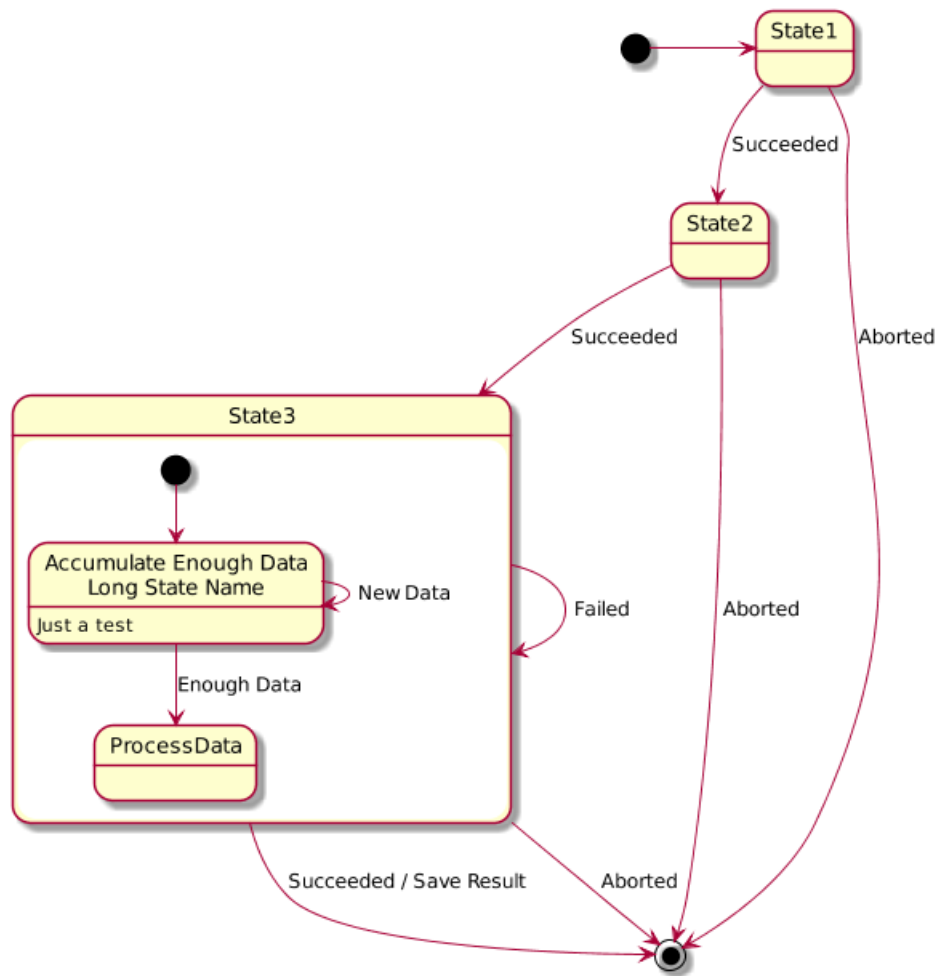 State1
Succeeded
State2
Succeeded
Aborted
State3
Accumulate Enough Data
Long State Name
New Data
Just a test
Failed
Aborted
Enough Data
ProcessData
Succeeded / Save Result
Aborted